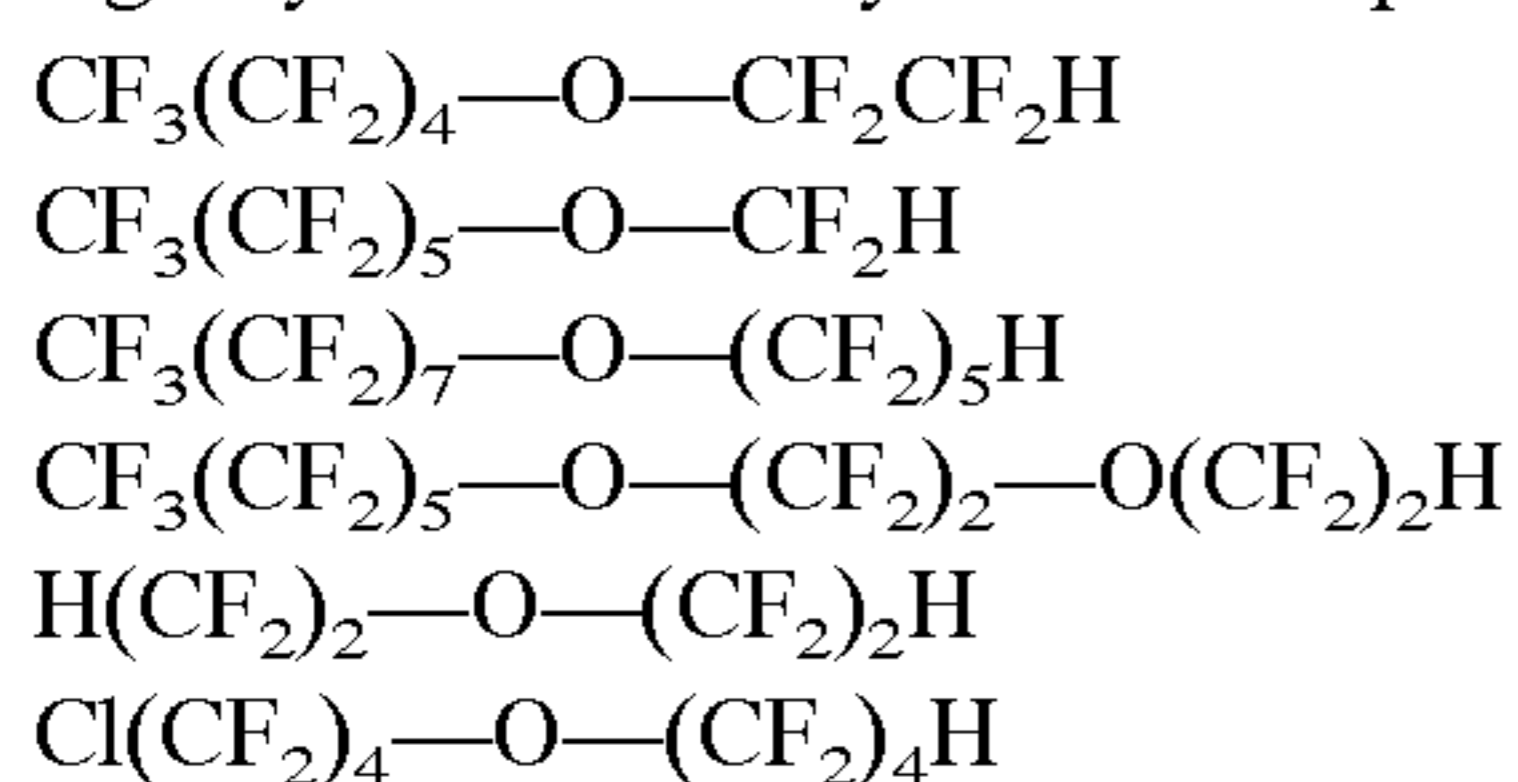 CF₃(CF₂)₄—O—CF₂CF₂H
CF₃(CF₂)₅—O—CF₂H
CF₃(CF₂)₇—O—(CF₂)₅H
CF₃(CF₂)₅—O—(CF₂)₂—O(CF₂)₂H
H(CF₂)₂—O—(CF₂)₂H
Cl(CF₂)₄—O—(CF₂)₄H